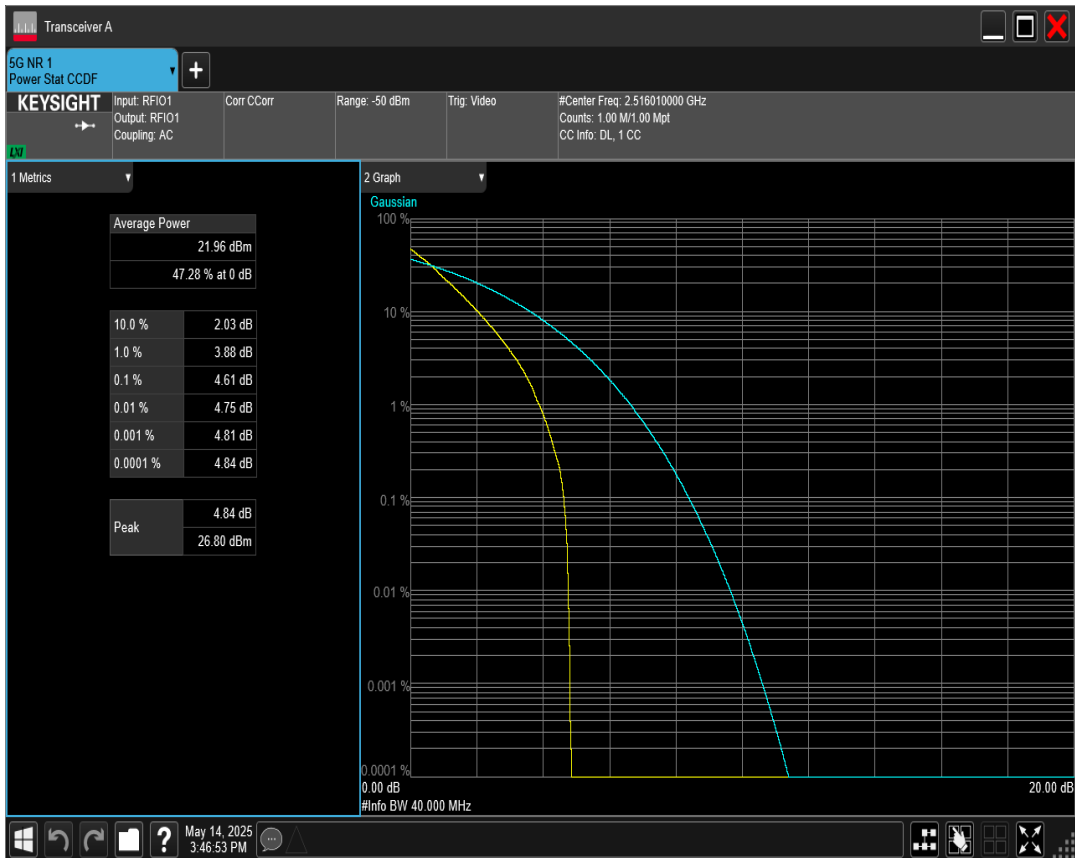 Transceiver A
5G NR 1
Power Stat CCDF
+
KEYSIGHT
LXI
Input: RFIO1
Output: RFIO1
Coupling: AC
Corr CCorr
Range: -50 dBm
Trig: Video
#Center Freq: 2.516010000 GHz
Counts: 1.00 M/1.00 Mpt
CC Info: DL, 1 CC
1 Metrics
Average Power
21.96 dBm
47.28 % at 0 dB
10.0 % 2.03 dB
1.0 % 3.88 dB
0.1 % 4.61 dB
0.01 % 4.75 dB
0.001 % 4.81 dB
0.0001 % 4.84 dB
Peak 4.84 dB
26.80 dBm
2 Graph
Gaussian
100 %
10 %
1 %
0.1 %
0.01 %
0.001 %
0.0001 %
0.00 dB 20.00 dB
#Info BW 40.000 MHz
?
May 14, 2025
3:46:53 PM